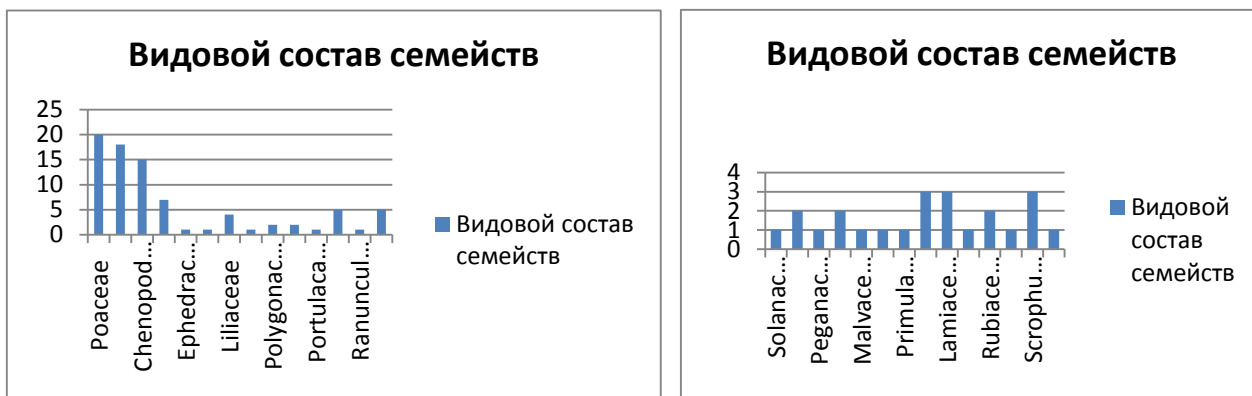 Видовой состав семейств
25
20
15
10
5
0
Poaceae
Chenopod...
Ephedrac...
Liliaceae
Polygonac...
Portulaca...
Ranuncul...
Видовой состав
семейств
Видовой состав семейств
4
3
2
1
0
Solanac...
Peganac...
Malvace...
Primula...
Lamiace...
Rubiace...
Scrophu...
Видовой
состав
семейств